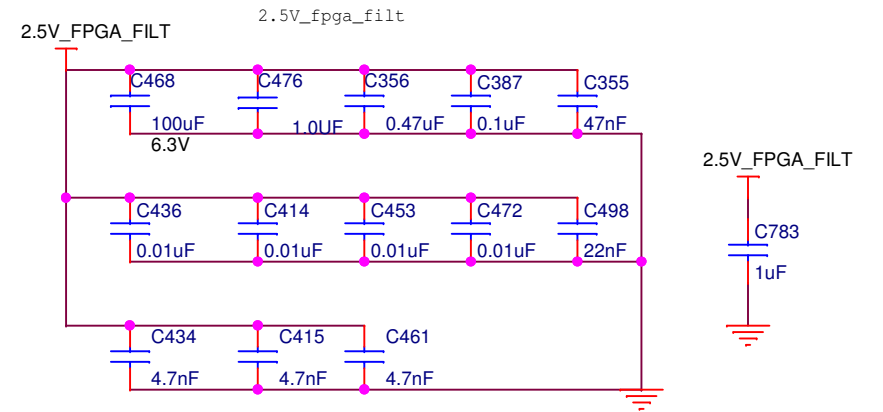 2.5V_fpga_filt
2.5V_FPGA_FILT
C468 C476 C356 C387 C355
100uF 1.0UF 0.47uF 0.1uF 47nF
6.3V
2.5V_FPGA_FILT
C436 C414 C453 C472 C498
C783
0.01uF 0.01uF 0.01uF 0.01uF 22nF
1uF
C434 C415 C461
4.7nF 4.7nF 4.7nF